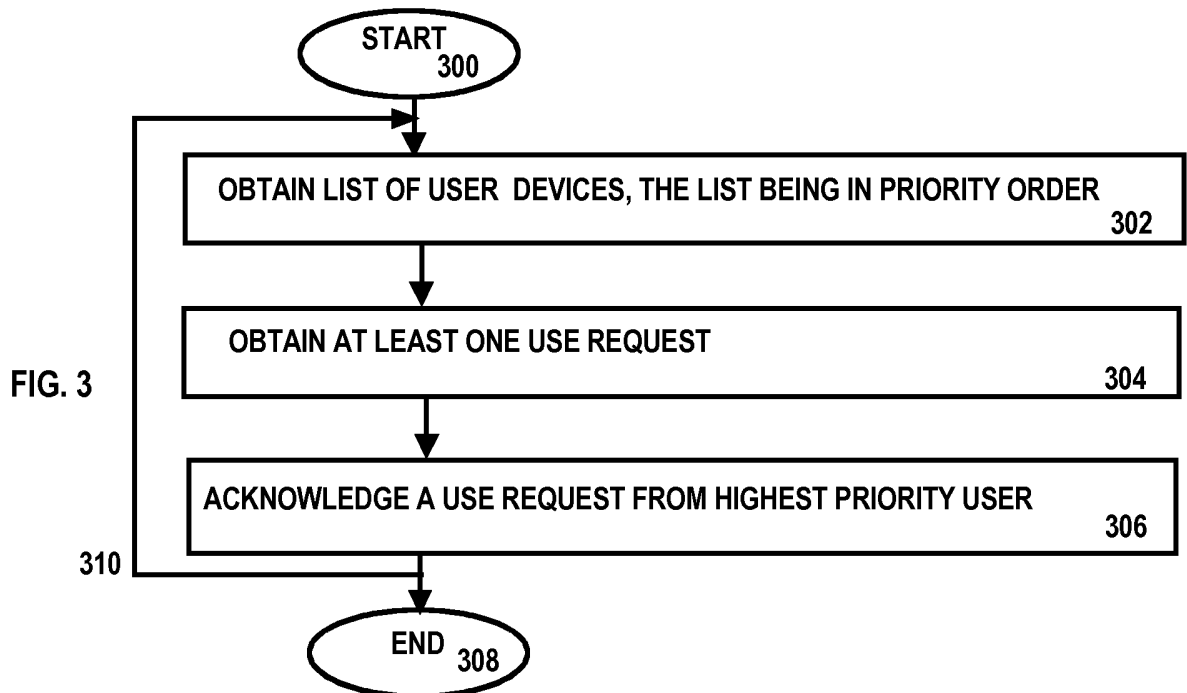 START
300
OBTAIN LIST OF USER DEVICES, THE LIST BEING IN PRIORITY ORDER
302
OBTAIN AT LEAST ONE USE REQUEST
304
FIG. 3
ACKNOWLEDGE A USE REQUEST FROM HIGHEST PRIORITY USER
306
310
END
308